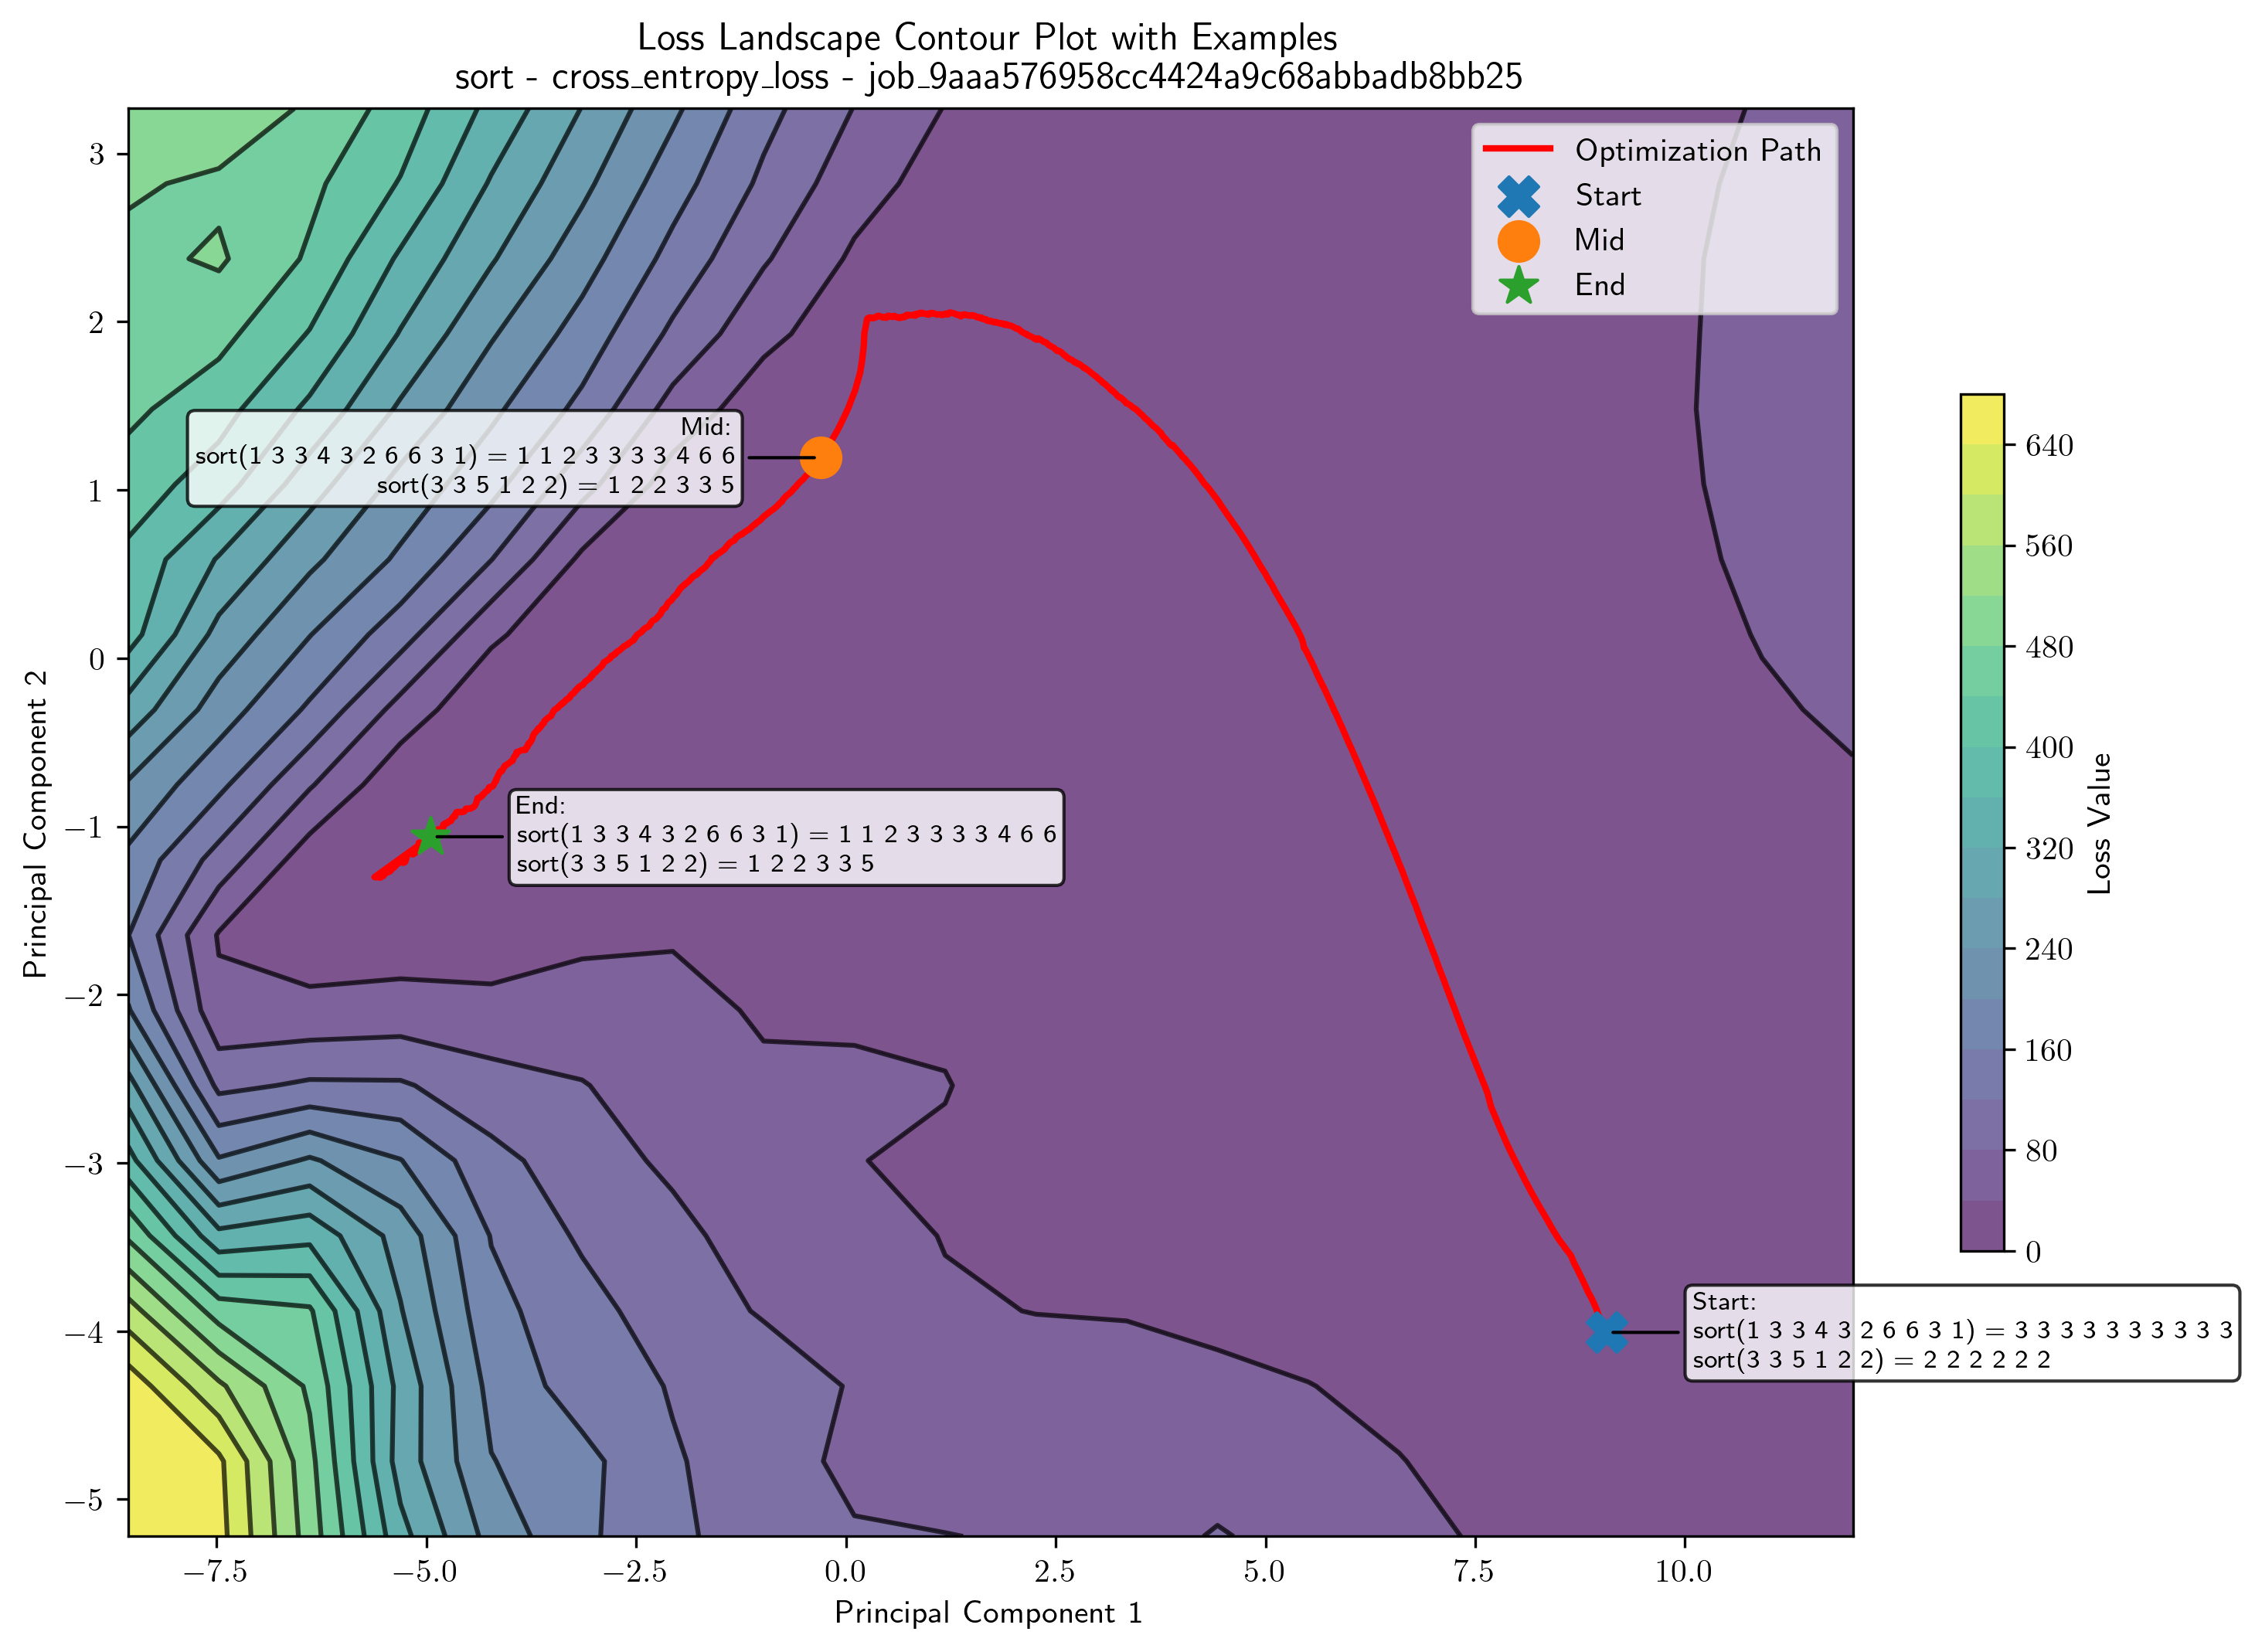 Loss Landscape Contour Plot with Examples
sort - cross_entropy_loss - job_9aaa576958cc4424a9c68abbadb8bb25
Optimization Path
Start
Mid
End
3
2
1
0
−1
−2
−3
−4
−5
Principal Component 2
Mid:
sort(1 3 3 4 3 2 6 6 3 1) = 1 1 2 3 3 3 3 4 6 6
sort(3 3 5 1 2 2) = 1 2 2 3 3 5
End:
sort(1 3 3 4 3 2 6 6 3 1) = 1 1 2 3 3 3 3 4 6 6
sort(3 3 5 1 2 2) = 1 2 2 3 3 5
Start:
sort(1 3 3 4 3 2 6 6 3 1) = 3 3 3 3 3 3 3 3 3 3
sort(3 3 5 1 2 2) = 2 2 2 2 2 2
640
560
480
400
320
240
160
80
0
Loss Value
−7.5 −5.0 −2.5 0.0 2.5 5.0 7.5 10.0
Principal Component 1